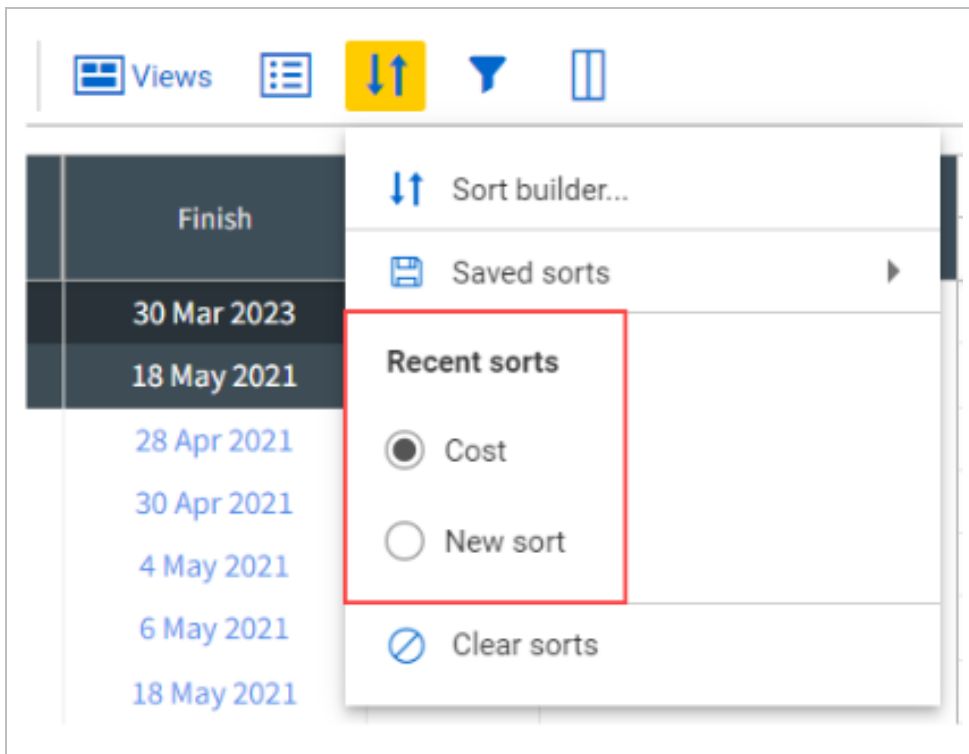 Views
Finish
30 Mar 2023
18 May 2021
28 Apr 2021
30 Apr 2021
4 May 2021
6 May 2021
18 May 2021
Sort builder...
Saved sorts
Recent sorts
Cost
New sort
Clear sorts